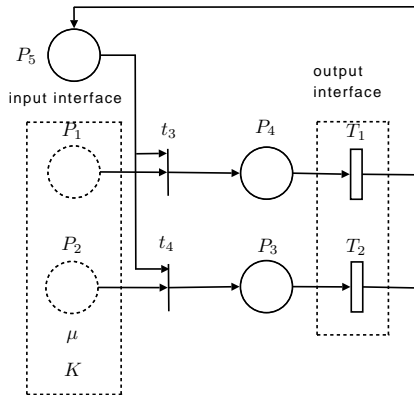 P₅
input interface
output
interface
P₁
t₃
P₄
T₁
P₂
t₄
P₃
T₂
μ
K